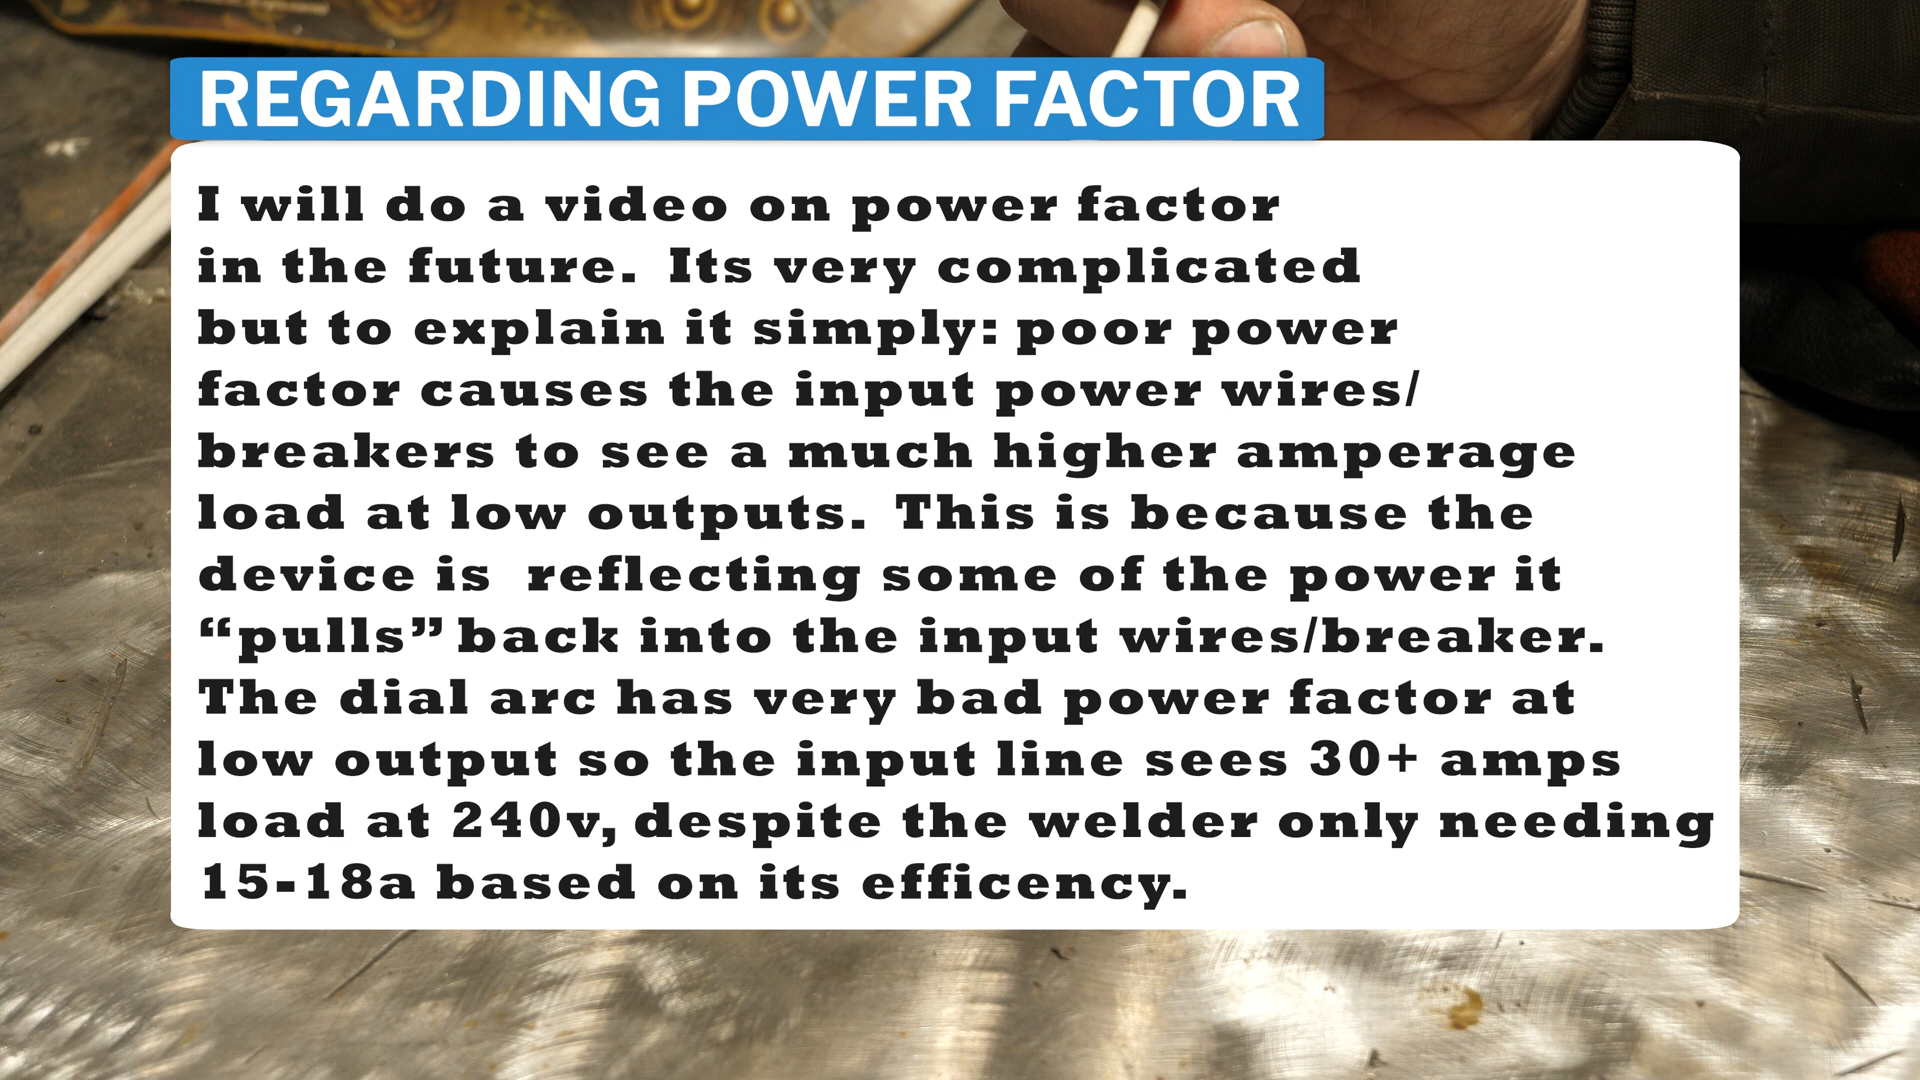 REGARDING POWER FACTOR
I will do a video on power factor
in the future. Its very complicated
but to explain it simply: poor power
factor causes the input power wires/
breakers to see a much higher amperage
load at low outputs. This is because the
device is reflecting some of the power it
“pulls” back into the input wires/breaker.
The dial arc has very bad power factor at
low output so the input line sees 30+ amps
load at 240v, despite the welder only needing
15-18a based on its efficency.